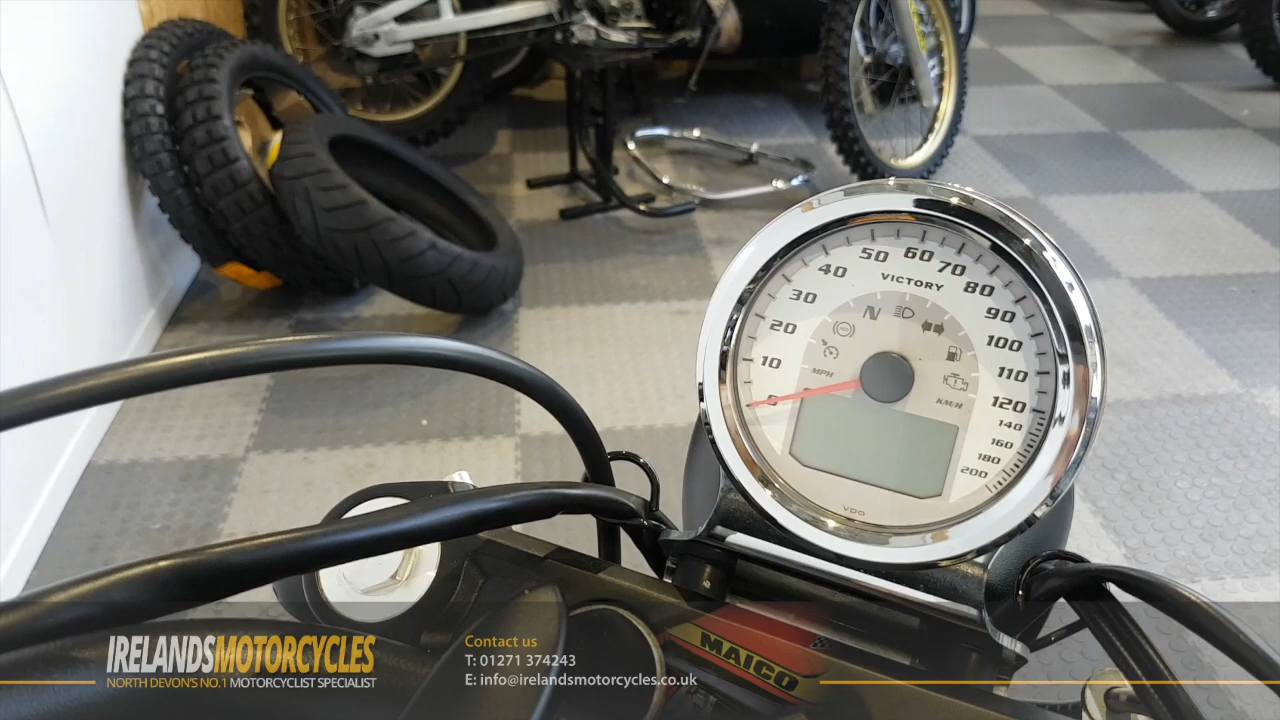 50 60 70
40 80
VICTORY
30 90
N
20 100
10 110
MPH
KM/H
0 120
140
160
180
200
VDO
MAICO
IRELANDSMOTORCYCLES
NORTH DEVON'S NO.1 MOTORCYCLIST SPECIALIST
Contact us
T: 01271 374243
E: info@irelandsmotorcycles.co.uk